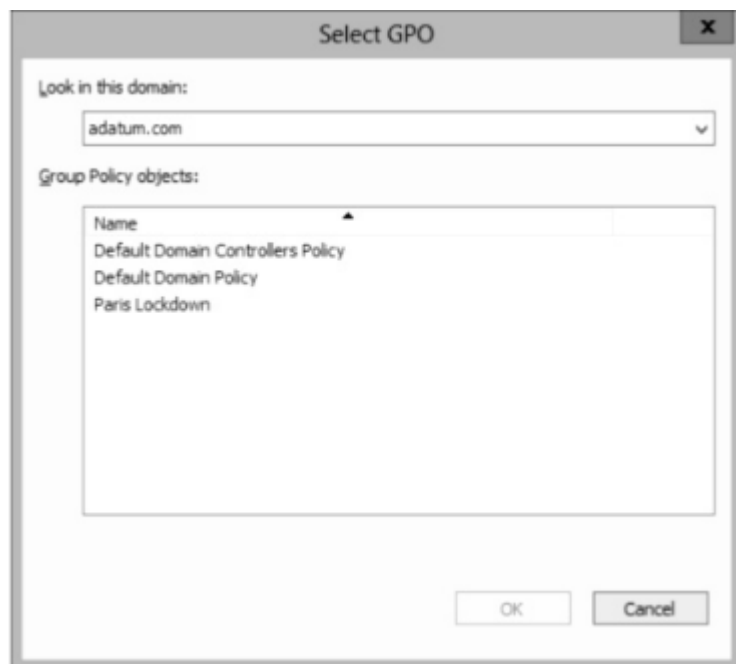 Select GPO
x
Look in this domain:
adatum.com
Group Policy objects:
Name
Default Domain Controllers Policy
Default Domain Policy
Paris Lockdown
OK
Cancel